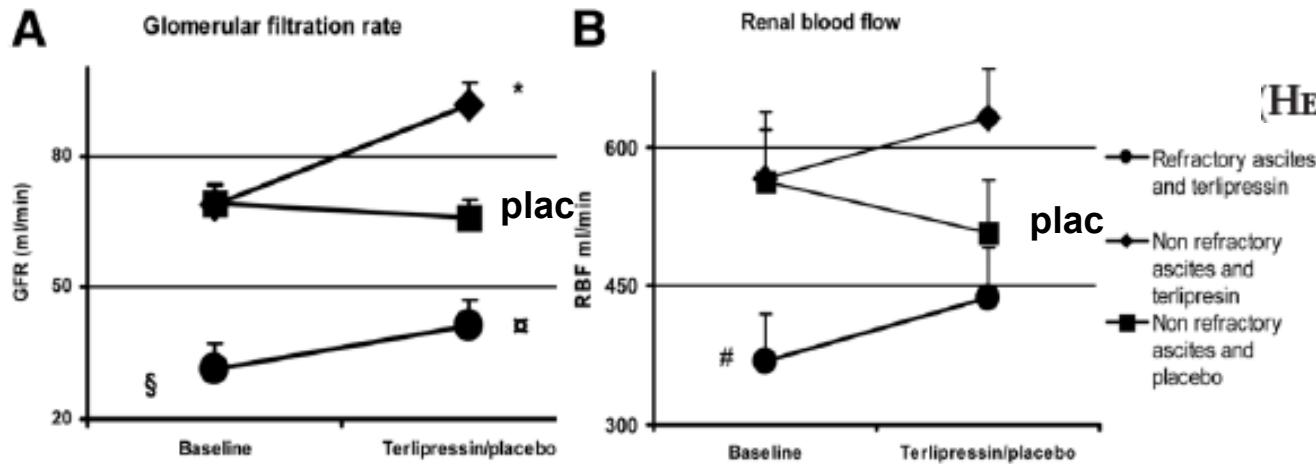 A
Glomerular filtration rate
GFR (ml/min)
80
50
20
*
plac
¤
§
Baseline
Terlipressin/placebo
B
Renal blood flow
RBF ml/min
600
450
300
plac
#
Baseline
Terlipressin/placebo
(HE
Refractory ascites
and terlipressin
Non refractory
ascites and
terlipresin
Non refractory
ascites and
placebo